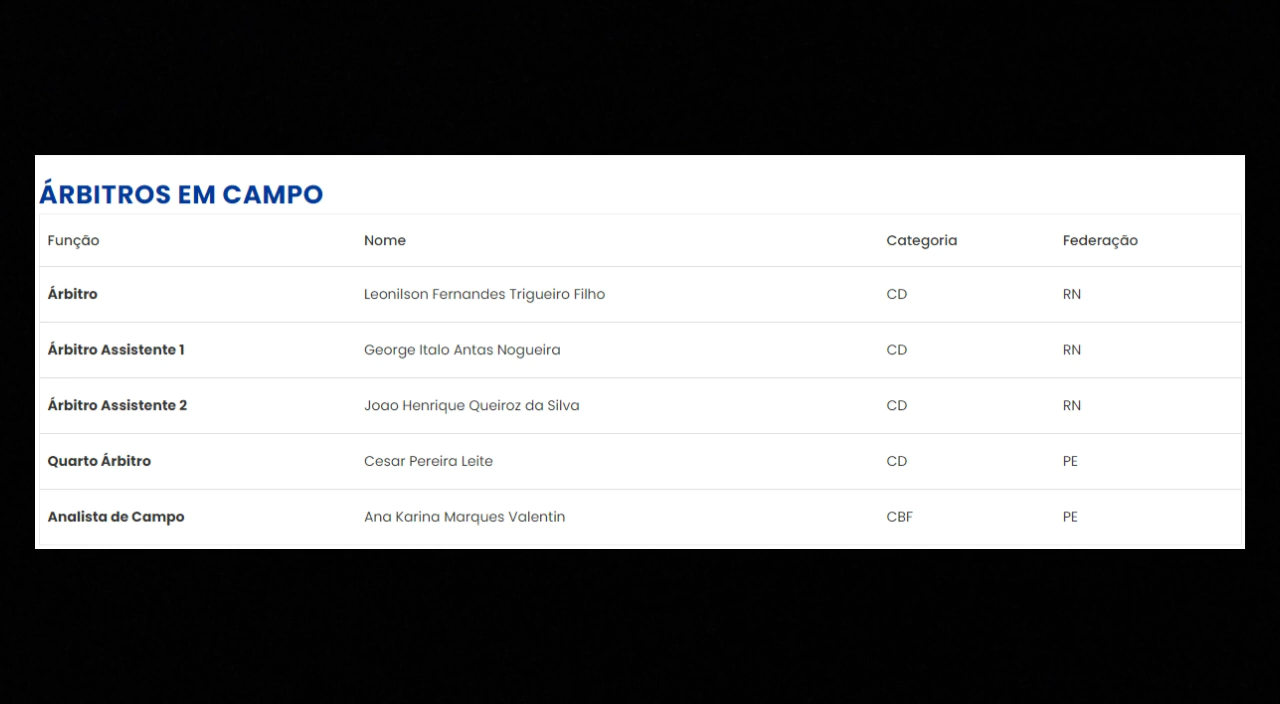 ÁRBITROS EM CAMPO
Função Nome Categoria Federação
Árbitro Leonilson Fernandes Trigueiro Filho CD RN
Árbitro Assistente 1 George Italo Antas Nogueira CD RN
Árbitro Assistente 2 Joao Henrique Queiroz da Silva CD RN
Quarto Árbitro Cesar Pereira Leite CD PE
Analista de Campo Ana Karina Marques Valentin CBF PE